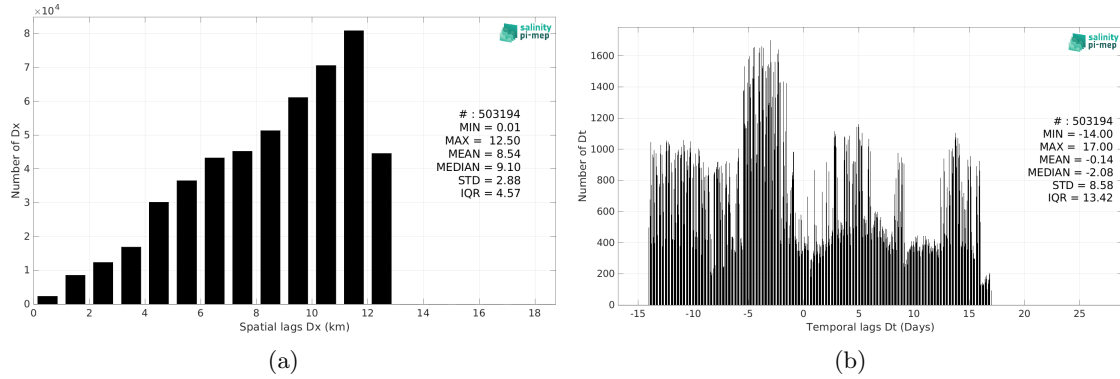 ×10⁴
8
7
6
5
4
3
2
1
0
Number of Dx
0 2 4 6 8 10 12 14 16 18
Spatial lags Dx (km)
salinity
pi-mep
# : 503194
MIN = 0.01
MAX = 12.50
MEAN = 8.54
MEDIAN = 9.10
STD = 2.88
IQR = 4.57
(a)
1600
1400
1200
1000
800
600
400
200
0
Number of Dt
-15 -10 -5 0 5 10 15 20 25
Temporal lags Dt (Days)
salinity
pi-mep
# : 503194
MIN = -14.00
MAX = 17.00
MEAN = -0.14
MEDIAN = -2.08
STD = 8.58
IQR = 13.42
(b)